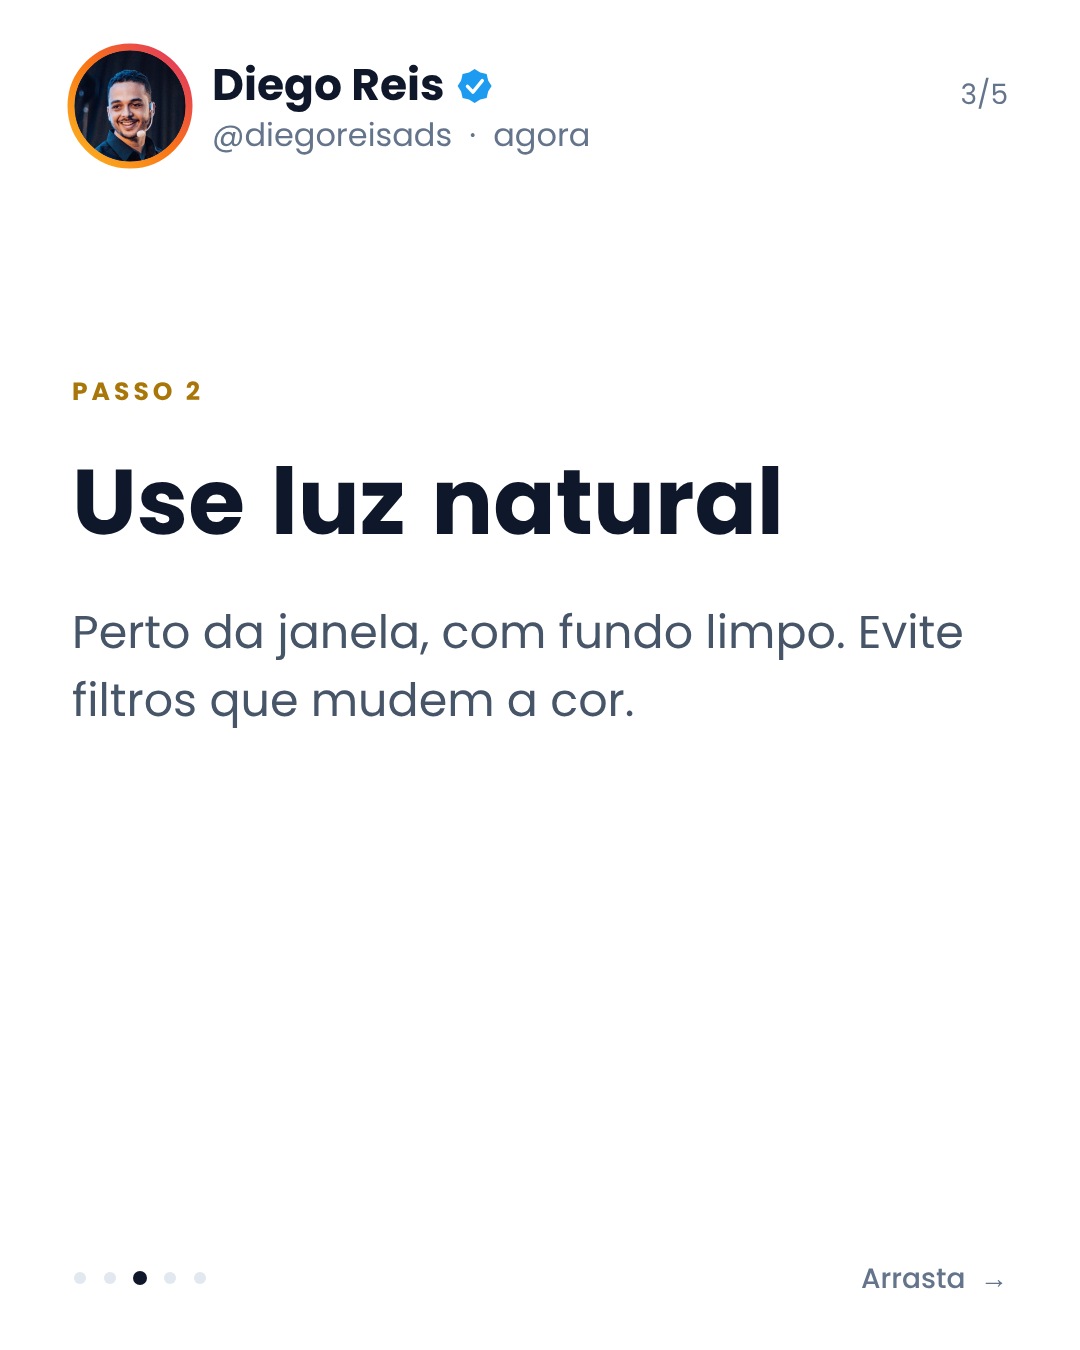 Diego Reis
3/5
@diegoreisads · agora
PASSO 2
Use luz natural
Perto da janela, com fundo limpo. Evite
filtros que mudem a cor.
Arrasta →